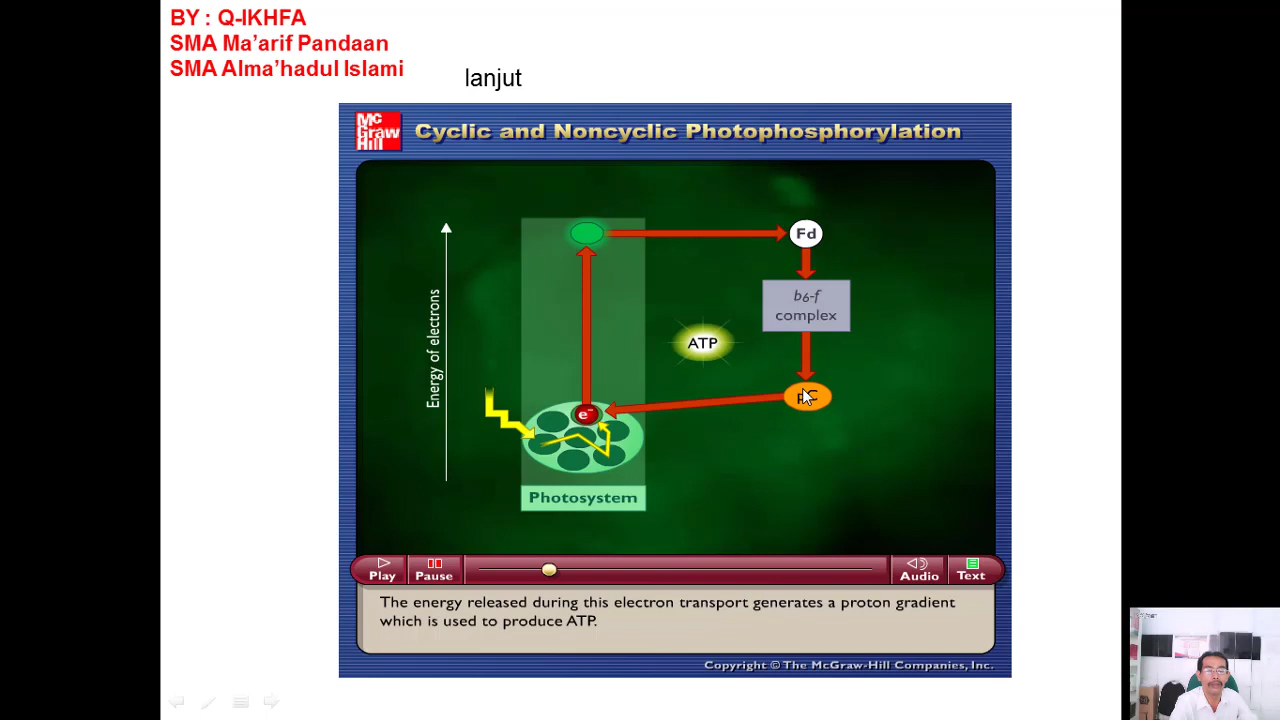 BY : Q-IKHFA
SMA Ma’arif Pandaan
SMA Alma’hadul Islami
lanjut
Mc
Graw
Hill
Cyclic and Noncyclic Photophosphorylation
Energy of electrons
Fd
b6-f
complex
ATP
e⁻
Photosystem
Play
Pause
Audio
Text
The energy released during this electron transport generates a proton gradient
which is used to produce ATP.
Copyright © The McGraw-Hill Companies, Inc.